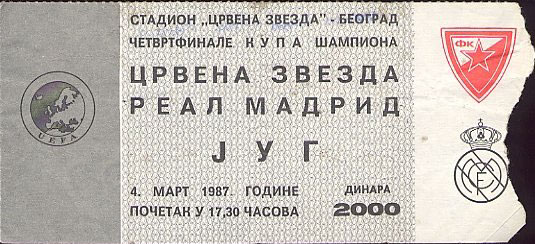 СТАДИОН „ЦРВЕНА ЗВЕЗДА" - БЕОГРАД
ЧЕТВРТФИНАЛЕ КУПА ШАМПИОНА
ЦРВЕНА ЗВЕЗДА
РЕАЛ МАДРИД
ЈУГ
4. МАРТ 1987. ГОДИНЕ
ДИНАРА
ПОЧЕТАК У 17,30 ЧАСОВА
2000
UEFA
ФК